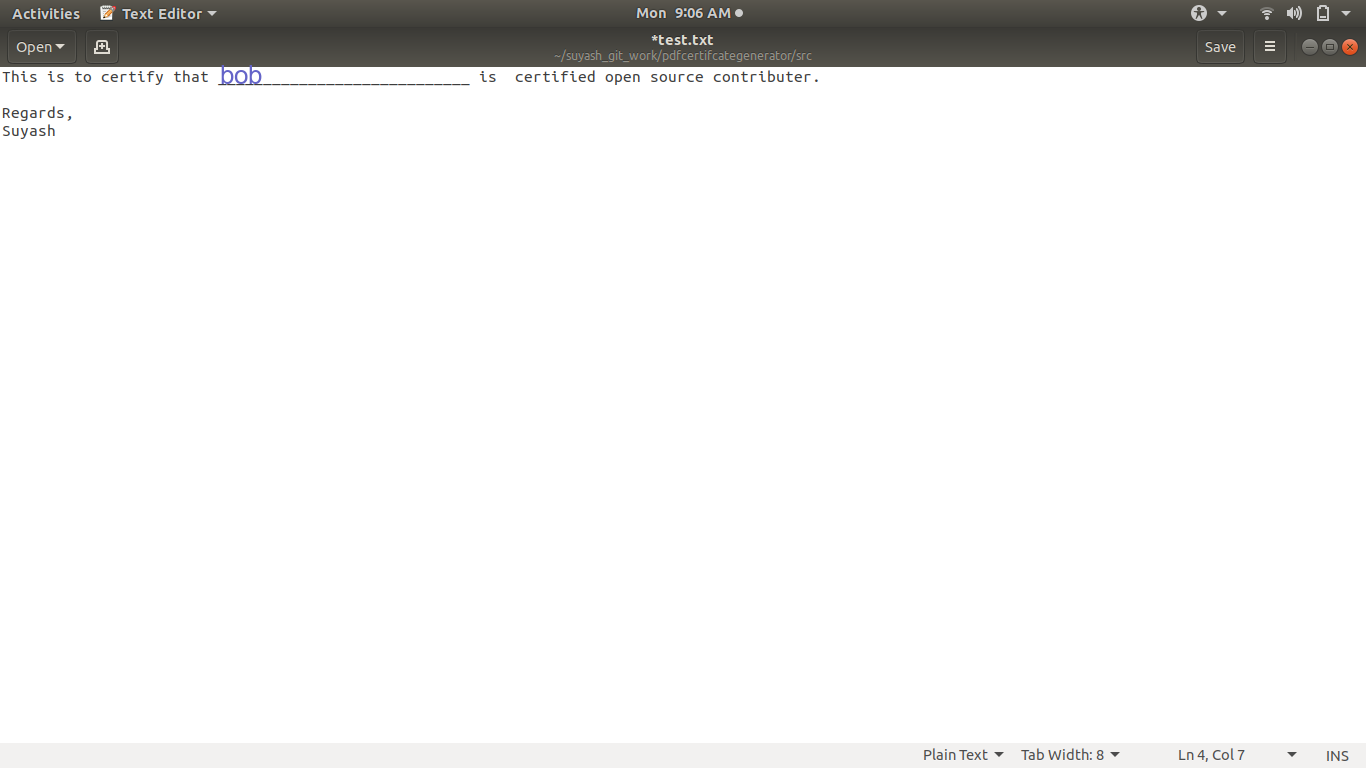 Activities Text Editor Mon 9:06 AM
Open *test.txt Save
~/suyash_git_work/pdfcertifcategenerator/src
This is to certify that bob____________________________ is  certified open source contributer.
Regards,
Suyash
Plain Text Tab Width: 8 Ln 4, Col 7 INS